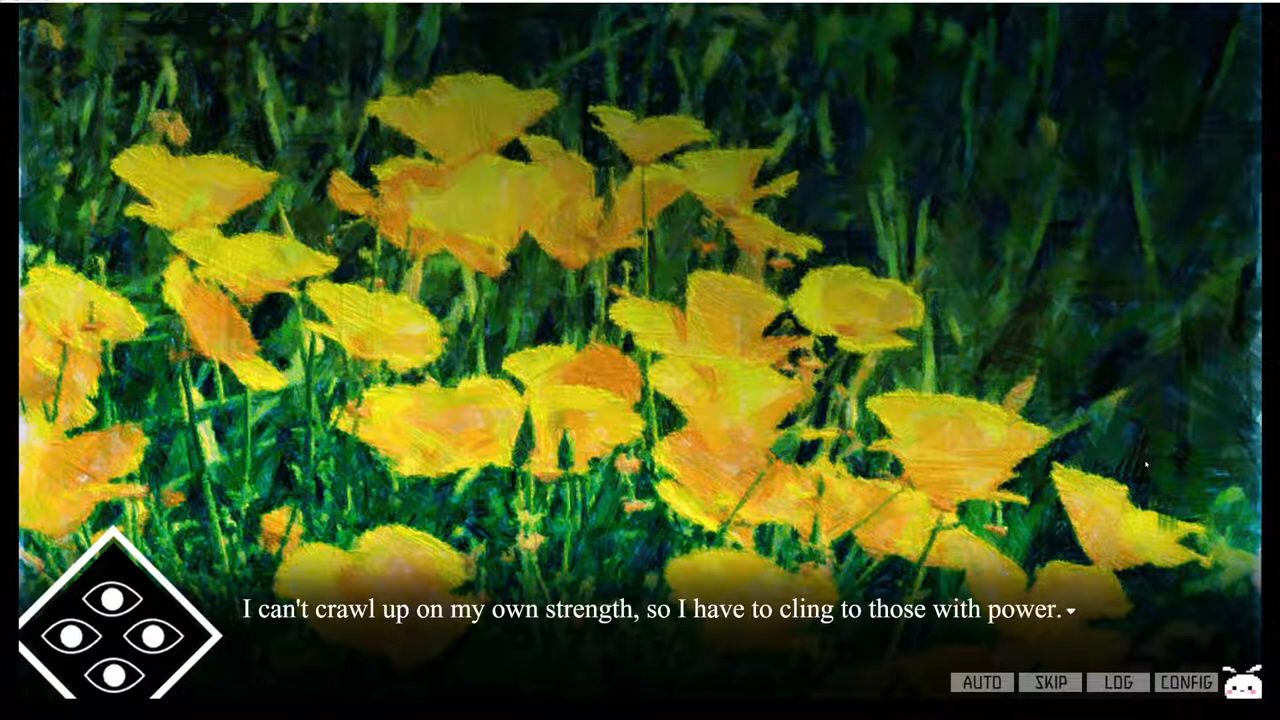 I can't crawl up on my own strength, so I have to cling to those with power.
AUTO SKIP LOG CONFIG